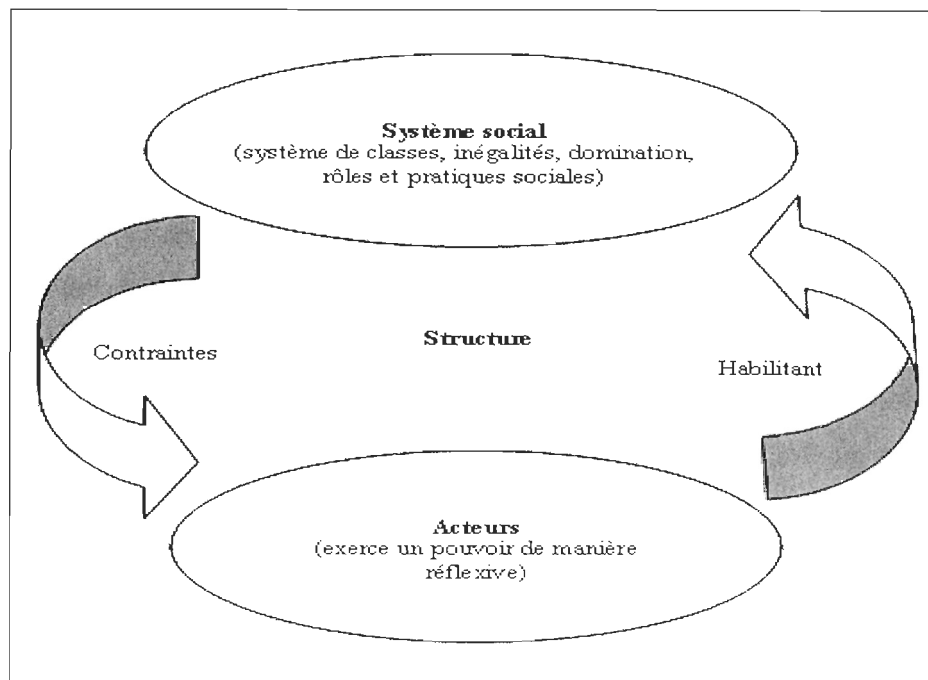 Système social
(système de classes, inégalités, domination,
rôles et pratiques sociales)
Structure
Contraintes
Habilitant
Acteurs
(exerce un pouvoir de manière
réflexive)